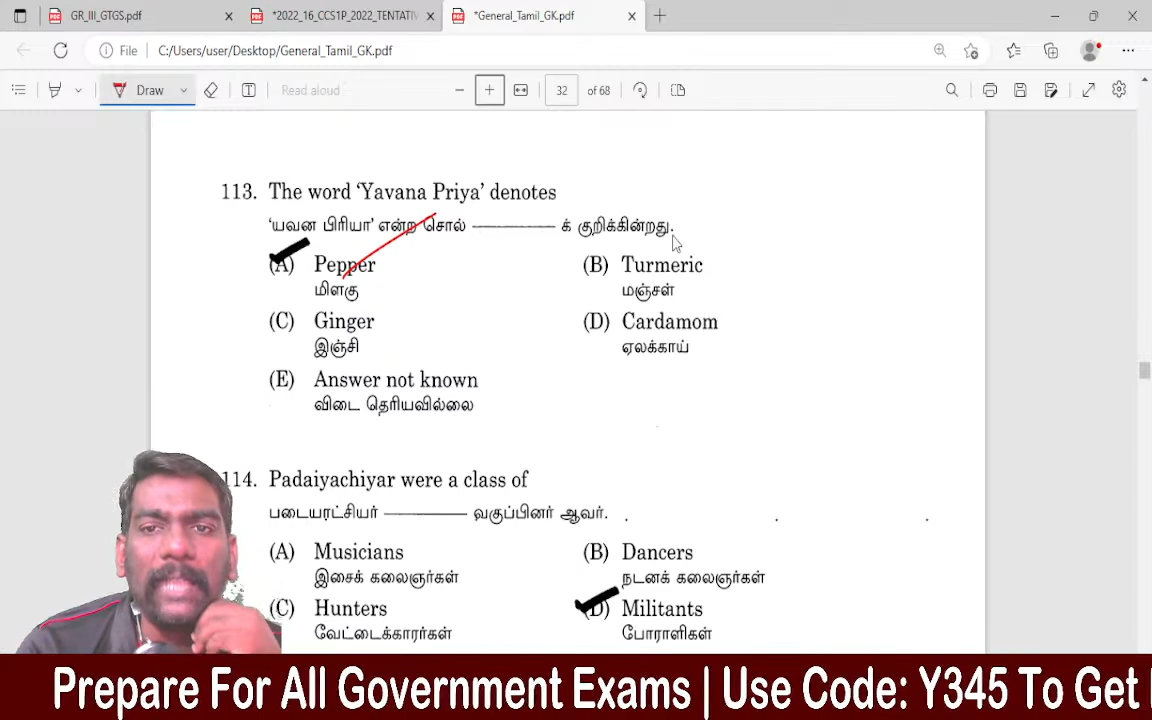 GR_III_GTGS.pdf
*2022_16_CCS1P_2022_TENTATIV
*General_Tamil_GK.pdf
File
C:/Users/user/Desktop/General_Tamil_GK.pdf
Draw
Read aloud
32
of 68
113. The word ‘Yavana Priya’ denotes
‘யவன பிரியா’ என்ற சொல் ———— க் குறிக்கின்றது.
(A) Pepper
(B) Turmeric
மிளகு
மஞ்சள்
(C) Ginger
(D) Cardamom
இஞ்சி
ஏலக்காய்
(E) Answer not known
விடை தெரியவில்லை
114. Padaiyachiyar were a class of
படையரட்சியர் ———— வகுப்பினர் ஆவர்.
(A) Musicians
(B) Dancers
இசைக் கலைஞர்கள்
நடனக் கலைஞர்கள்
(C) Hunters
(D) Militants
வேட்டைக்காரர்கள்
போராளிகள்
Prepare For All Government Exams | Use Code: Y345 To Get